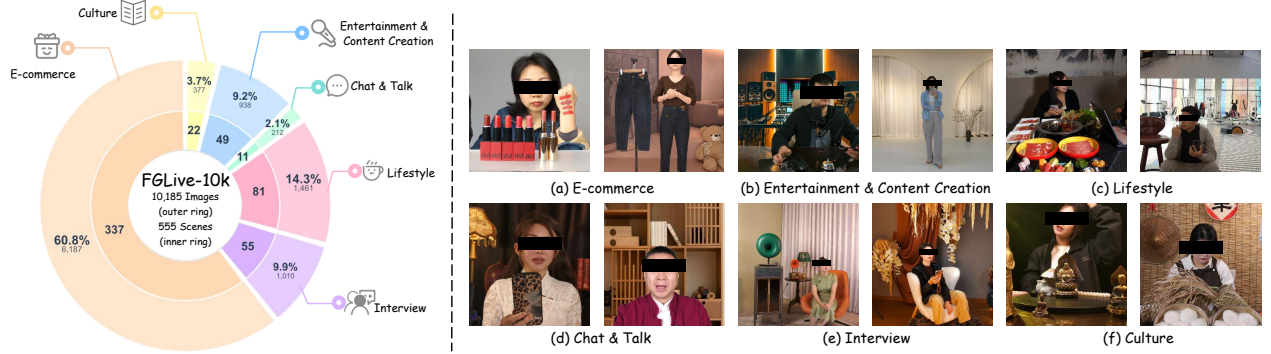 Culture
E-commerce
Entertainment &
Content Creation
Chat & Talk
Lifestyle
Interview
3.7%
377
22
9.2%
938
49
2.1%
212
11
14.3%
1,461
81
9.9%
1,010
55
60.8%
6,187
337
FGLive-10k
10,185 Images
(outer ring)
555 Scenes
(inner ring)
(a) E-commerce
(b) Entertainment & Content Creation
(c) Lifestyle
(d) Chat & Talk
(e) Interview
(f) Culture